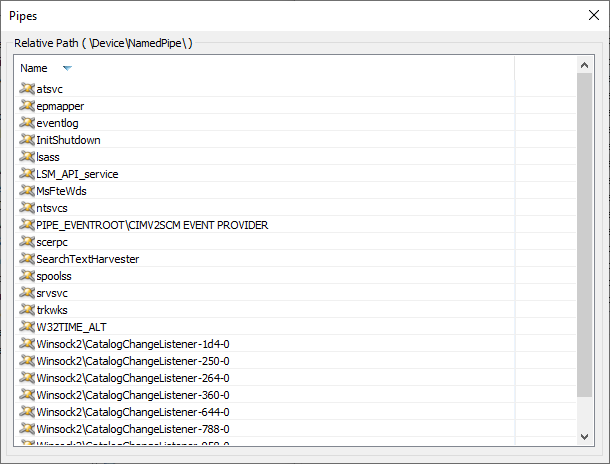 Pipes
Relative Path ( \Device\NamedPipe\ )
Name
atsvc
epmapper
eventlog
InitShutdown
lsass
LSM_API_service
MsFteWds
ntsvcs
PIPE_EVENTROOT\CIMV2SCM EVENT PROVIDER
scerpc
SearchTextHarvester
spoolss
srvsvc
trkwks
W32TIME_ALT
Winsock2\CatalogChangeListener-1d4-0
Winsock2\CatalogChangeListener-250-0
Winsock2\CatalogChangeListener-264-0
Winsock2\CatalogChangeListener-360-0
Winsock2\CatalogChangeListener-644-0
Winsock2\CatalogChangeListener-788-0